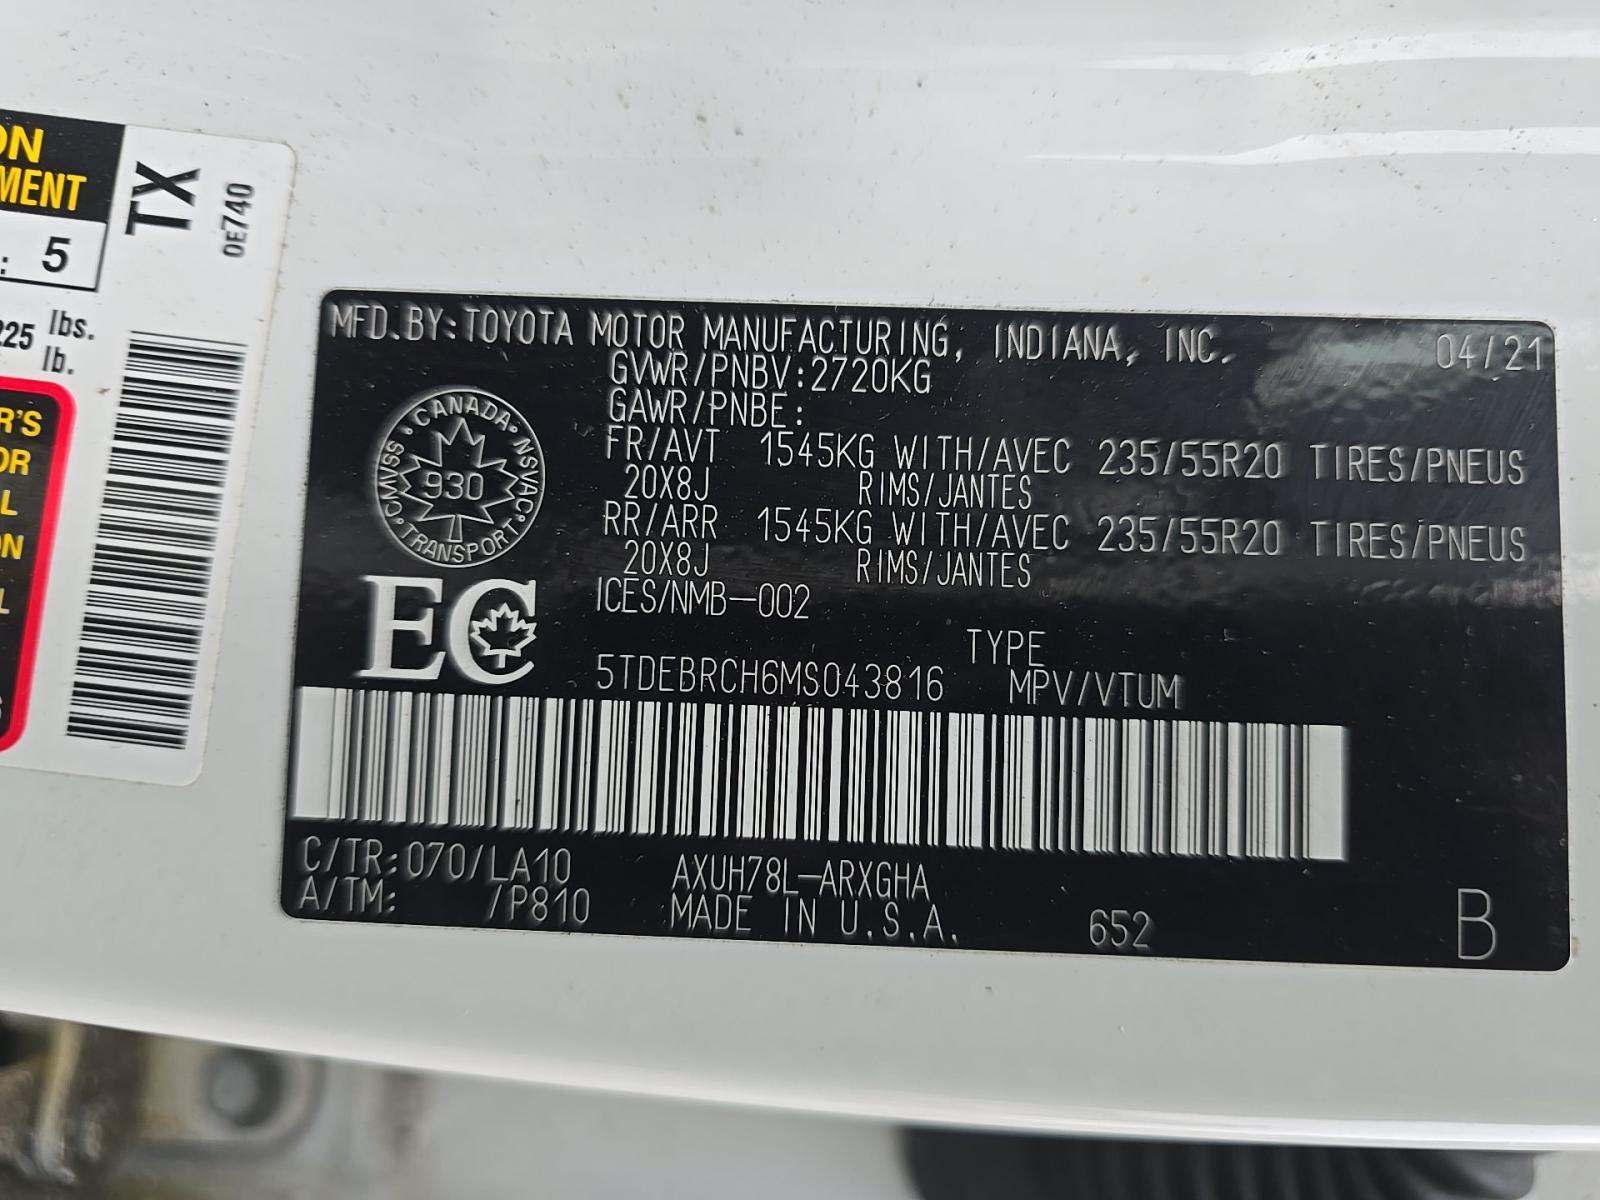 ON
MENT
: 5
TX
0E740
225 lbs.
lb.
R'S
OR
L
ON
L
MFD.BY:TOYOTA MOTOR MANUFACTURING, INDIANA, INC. 04/21
GVWR/PNBV:2720KG
GAWR/PNBE:
FR/AVT 1545KG WITH/AVEC 235/55R20 TIRES/PNEUS
20X8J RIMS/JANTES
RR/ARR 1545KG WITH/AVEC 235/55R20 TIRES/PNEUS
20X8J RIMS/JANTES
ICES/NMB-002
CANADA • NSVAC • TRANSPORT • CMVSS •
930
EC
TYPE
5TDEBRCH6MS043816 MPV/VTUM
C/TR:070/LA10 AXUH78L-ARXGHA
A/TM: /P810 MADE IN U.S.A. 652 B